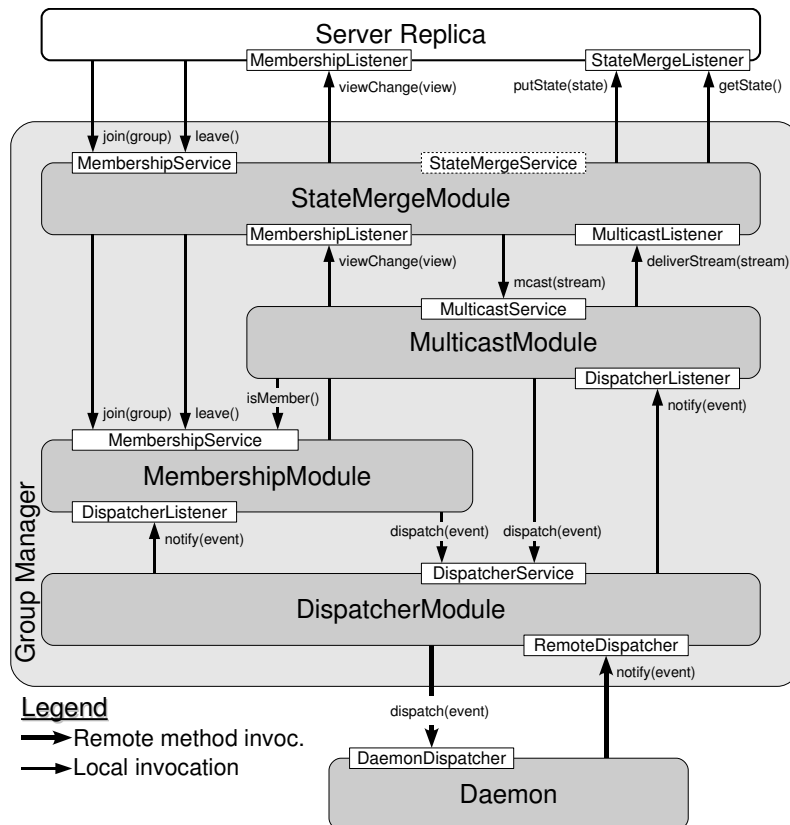 Server Replica
MembershipListener
StateMergeListener
viewChange(view)
putState(state)
getState()
join(group)
leave()
MembershipService
StateMergeService
StateMergeModule
MembershipListener
MulticastListener
viewChange(view)
deliverStream(stream)
mcast(stream)
MulticastService
MulticastModule
DispatcherListener
isMember()
notify(event)
join(group)
leave()
MembershipService
MembershipModule
DispatcherListener
dispatch(event)
dispatch(event)
notify(event)
DispatcherService
DispatcherModule
RemoteDispatcher
Group Manager
notify(event)
Legend
dispatch(event)
Remote method invoc.
DaemonDispatcher
Local invocation
Daemon